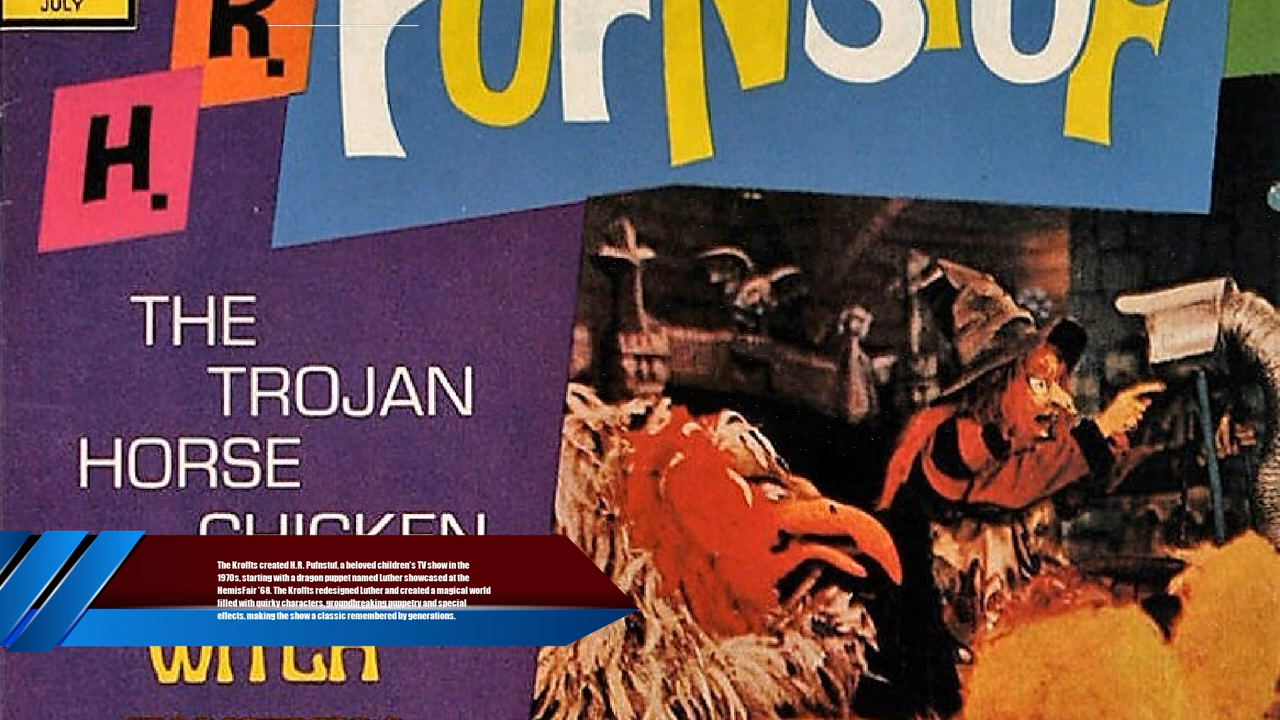 JULY
H.
R.
PUFNSTUF
THE
TROJAN
HORSE
CHICKEN
The Kroffts created H.R. Pufnstuf, a beloved children's TV show in the
1970s, starting with a dragon puppet named Luther showcased at the
HemisFair '68. The Kroffts redesigned Luther and created a magical world
filled with quirky characters, groundbreaking puppetry and special
effects, making the show a classic remembered by generations.
WITCH